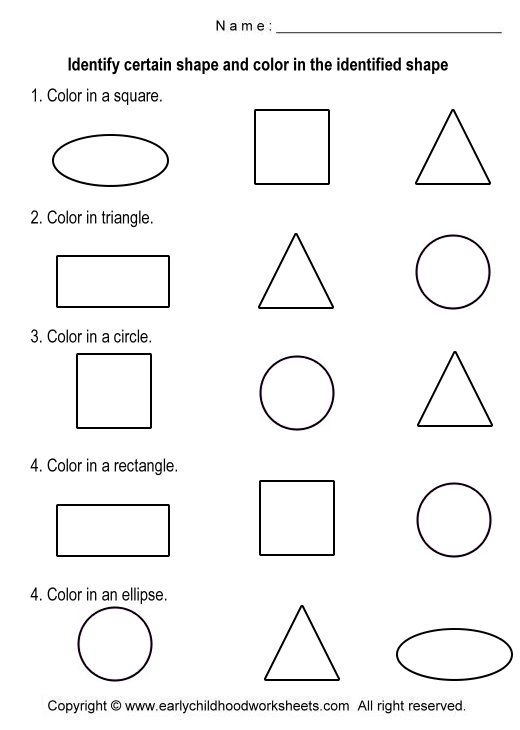 Name: ____________________
Identify certain shape and color in the identified shape
1. Color in a square.
2. Color in triangle.
3. Color in a circle.
4. Color in a rectangle.
4. Color in an ellipse.
Copyright © www.earlychildhoodworksheets.com All right reserved.